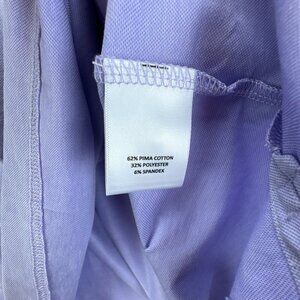 62% PIMA COTTON
32% POLYESTER
6% SPANDEX